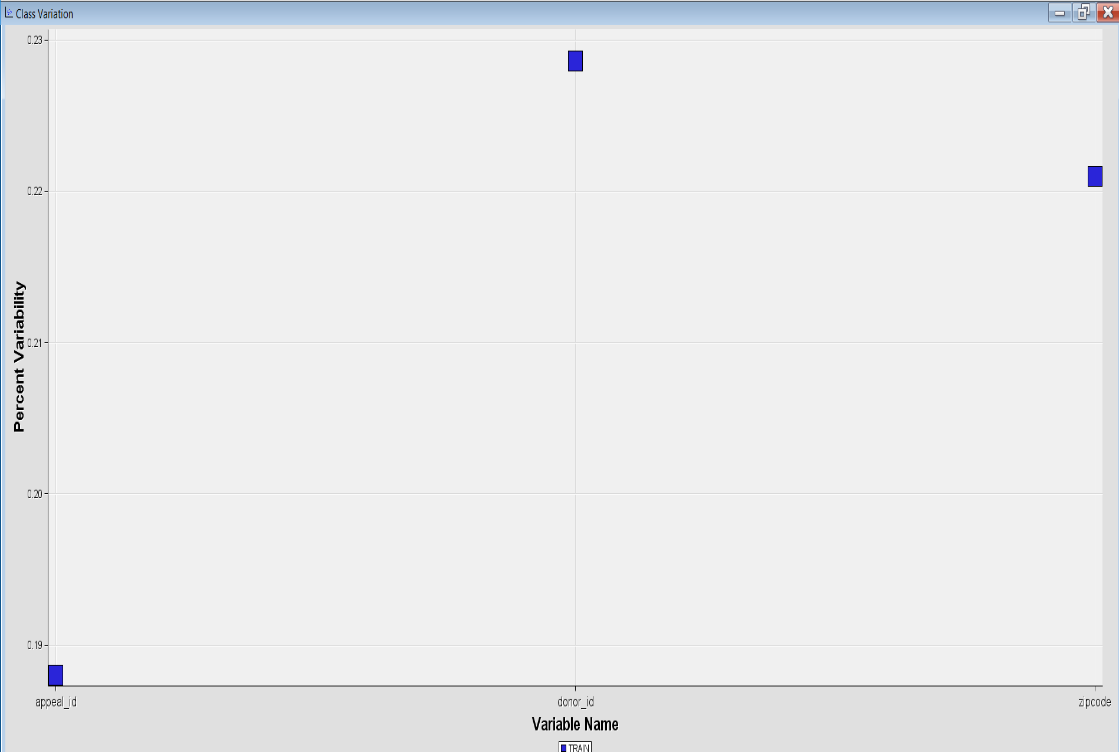 Class Variation
0.23
0.22
0.21
0.20
0.19
Percent Variability
appeal_id
donor_id
zipcode
Variable Name
TRAIN